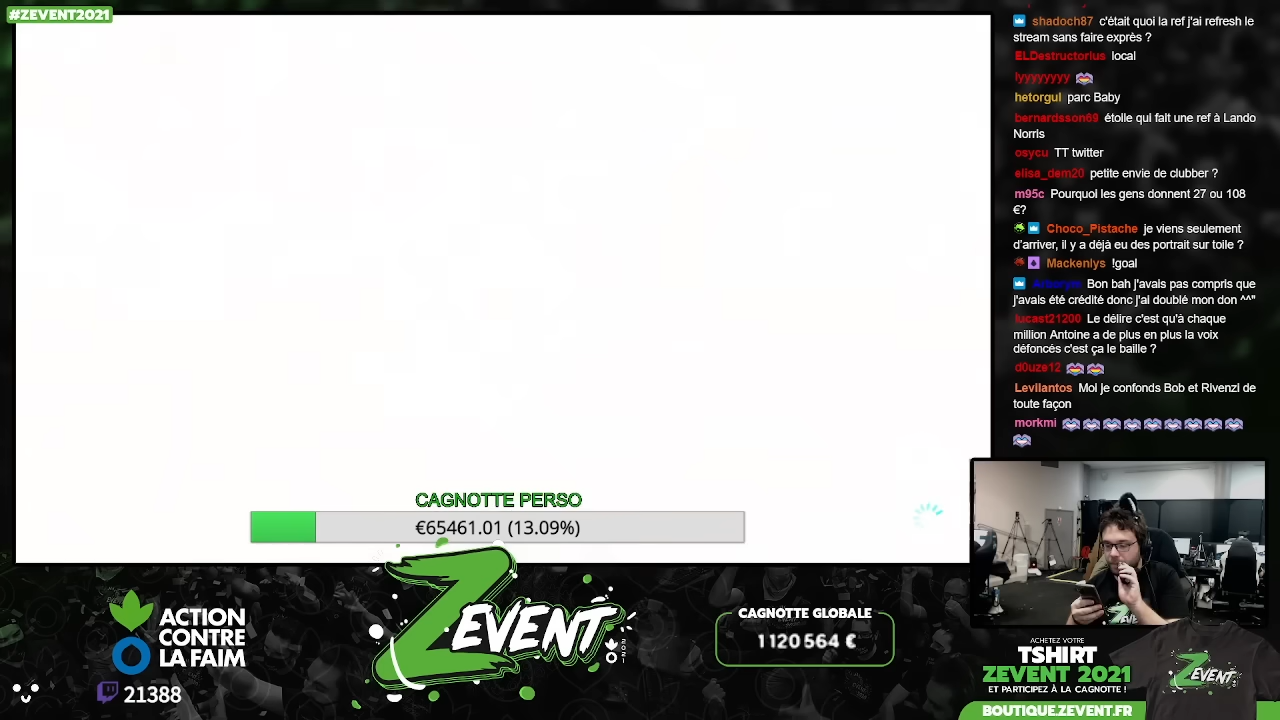 #ZEVENT2021
shadoch87 c'était quoi la ref j'ai refresh le
stream sans faire exprès ?
ELDestructorius local
lyyyyyyyy
hetorgul parc Baby
bernardsson69 étoile qui fait une ref à Lando
Norris
osycu TT twitter
elisa_dem20 petite envie de clubber ?
m95c Pourquoi les gens donnent 27 ou 108
€?
Choco_Pistache je viens seulement
d'arriver, il y a déjà eu des portrait sur toile ?
Mackenlys !goal
Bon bah j'avais pas compris que
j'avais été crédité donc j'ai doublé mon don ^^"
lucast21200 Le délire c'est qu'à chaque
million Antoine a de plus en plus la voix
défoncés c'est ça le baille ?
d0uze12
Levilantos Moi je confonds Bob et Rivenzi de
toute façon
morkmi
CAGNOTTE PERSO
€65461.01 (13.09%)
ACTION
CONTRE
LA FAIM
21388
ZEVENT
2021
CAGNOTTE GLOBALE
1 120 564 €
ACHETEZ VOTRE
TSHIRT
ZEVENT 2021
ET PARTICIPEZ À LA CAGNOTTE !
ZEVENT
BOUTIQUE.ZEVENT.FR